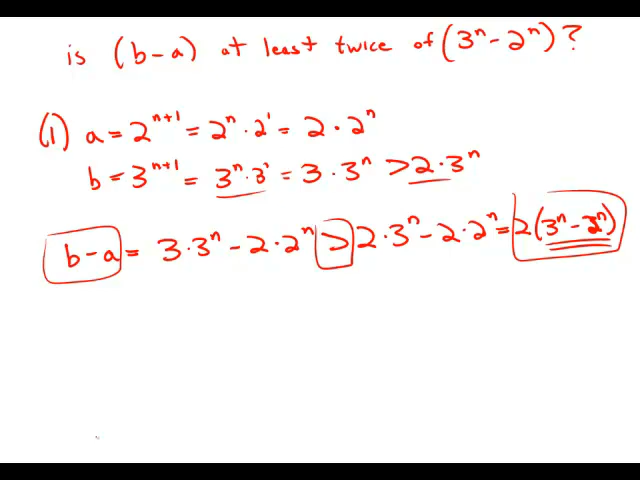 is (b - a) at least twice of (3ⁿ - 2ⁿ)?
(1) a = 2ⁿ⁺¹ = 2ⁿ · 2¹ = 2 · 2ⁿ
b = 3ⁿ⁺¹ = 3ⁿ · 3¹ = 3 · 3ⁿ > 2 · 3ⁿ
b - a = 3 · 3ⁿ - 2 · 2ⁿ > 2 · 3ⁿ - 2 · 2ⁿ = 2(3ⁿ - 2ⁿ)